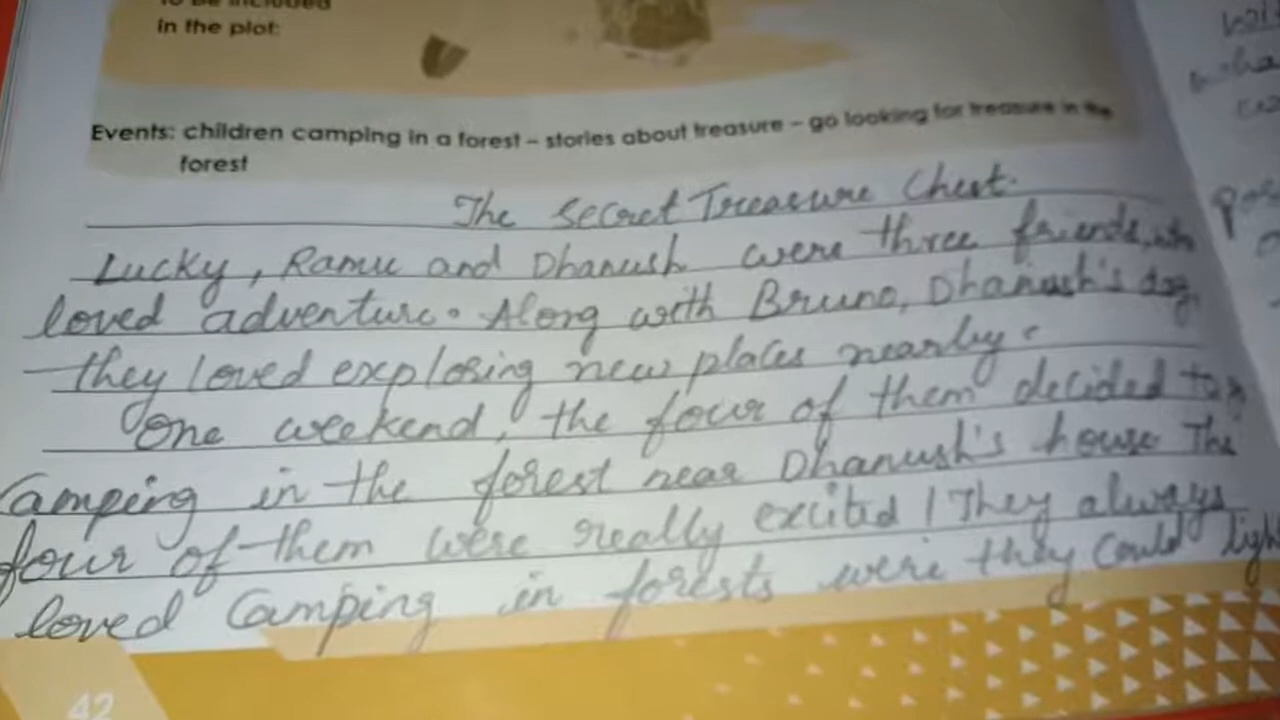 to be included
in the plot:
Events: children camping in a forest – stories about treasure – go looking for treasure in the
forest
The Secret Treasure Chest.
Lucky, Ramu and Dhanush were three friends, who
loved adventure. Along with Bruno, Dhanush's dog,
they loved exploring new places nearby.
One weekend, the four of them decided to go
camping in the forest near Dhanush's house. The
four of them were really excited! They always
loved camping in forests were they could light
42